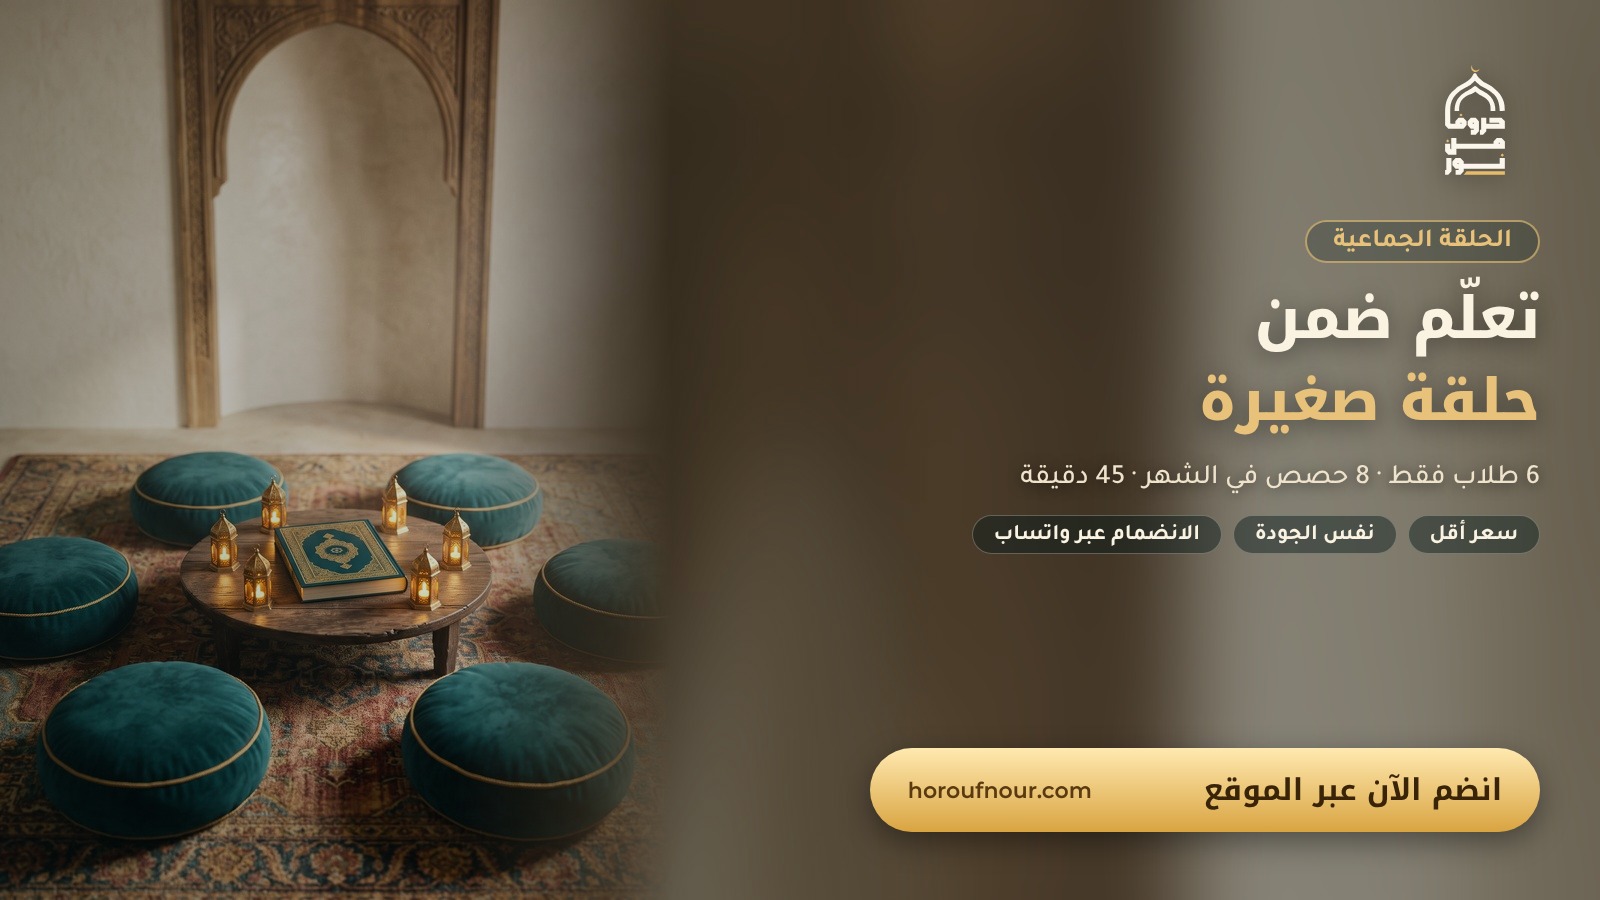 حروفا
من
نور
الحلقة الجماعية
تعلّم ضمن
حلقة صغيرة
6 طلاب فقط · 8 حصص في الشهر · 45 دقيقة
سعر أقل
نفس الجودة
الانضمام عبر واتساب
انضم الآن عبر الموقع
horoufnour.com